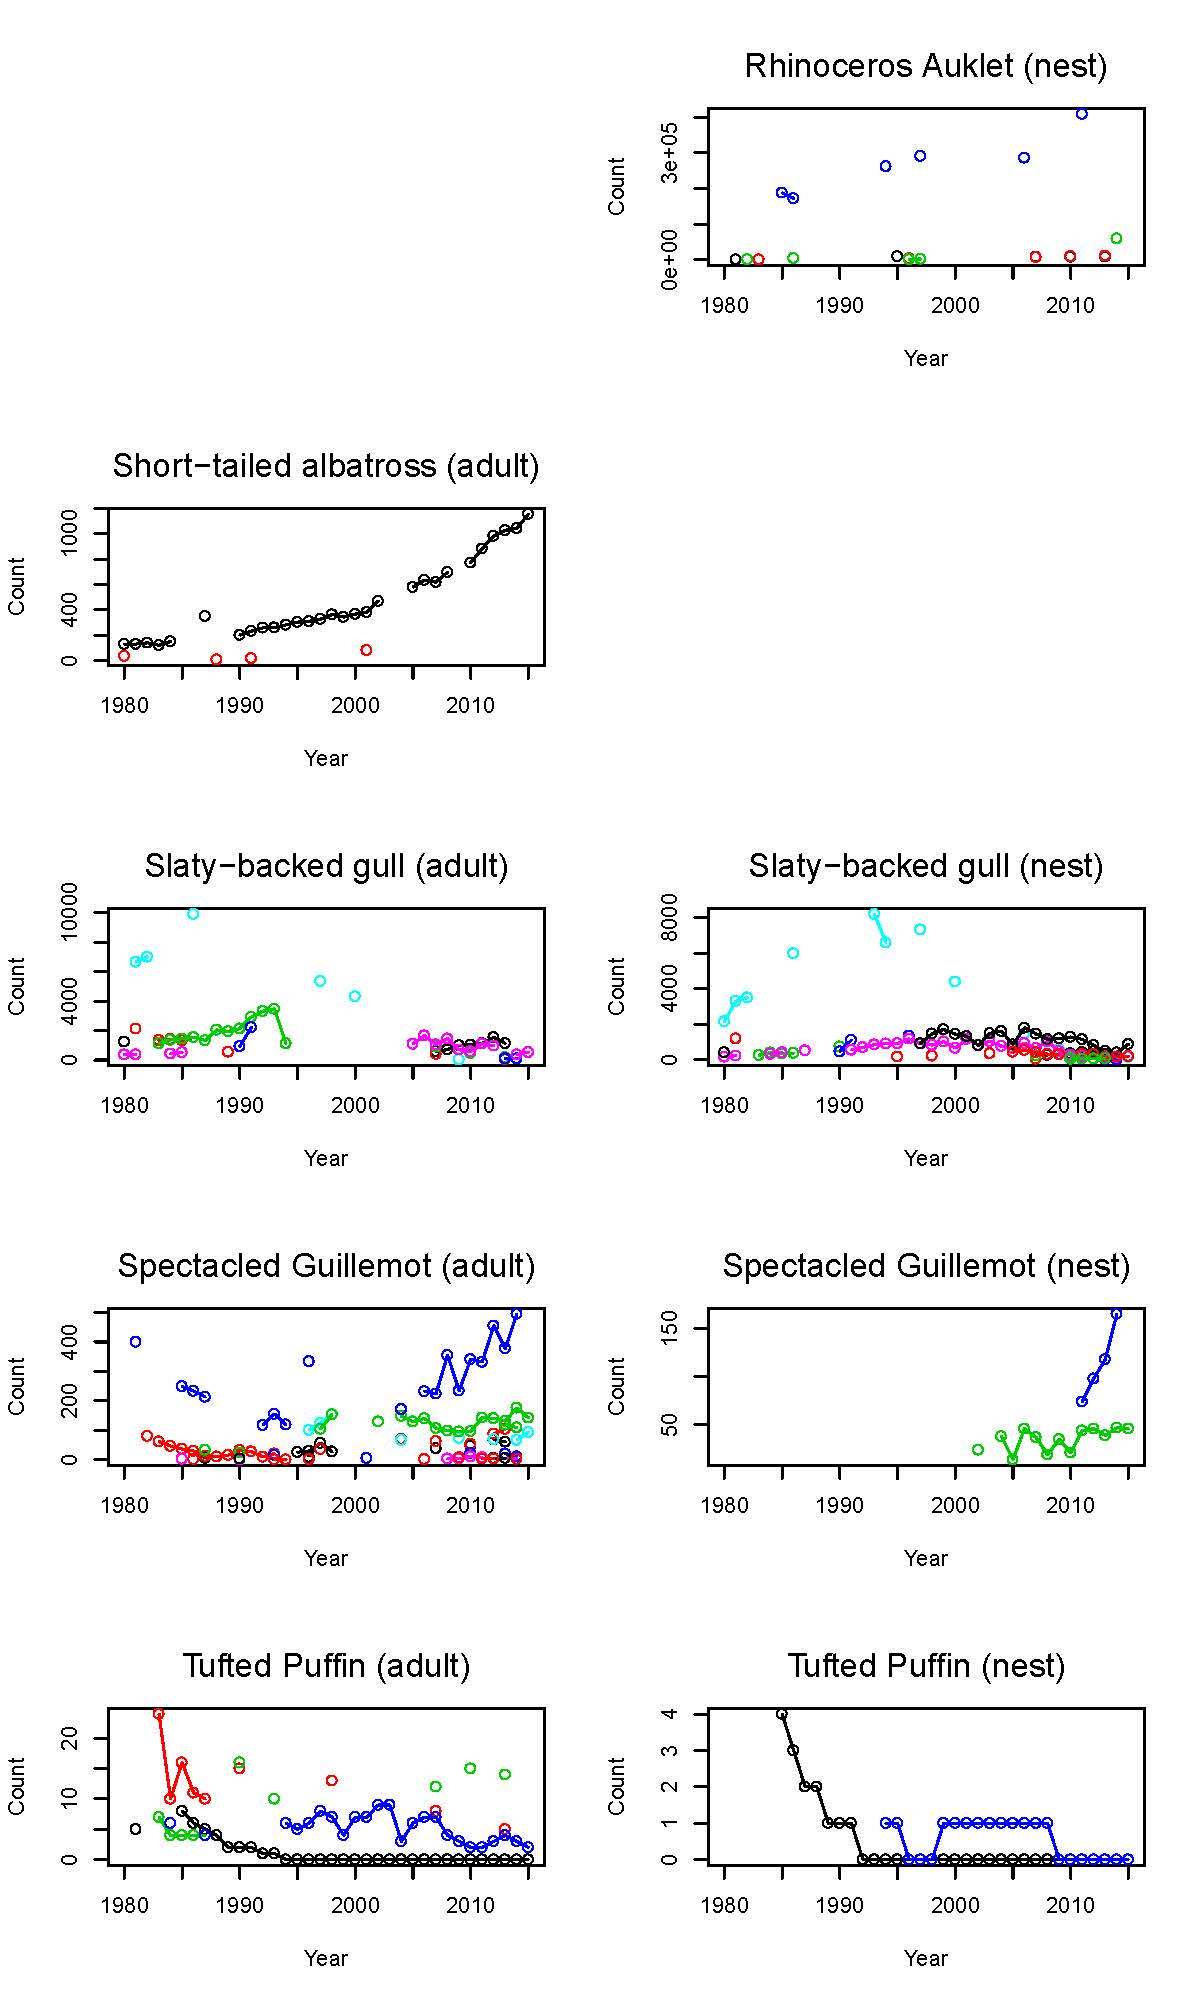 Rhinoceros Auklet (nest)
Count
3e+05
0e+00
1980 1990 2000 2010
Year
Short−tailed albatross (adult)
Count
1000
400
0
1980 1990 2000 2010
Year
Slaty−backed gull (adult)
Count
10000
4000
0
1980 1990 2000 2010
Year
Slaty−backed gull (nest)
Count
8000
4000
0
1980 1990 2000 2010
Year
Spectacled Guillemot (adult)
Count
400
200
0
1980 1990 2000 2010
Year
Spectacled Guillemot (nest)
Count
150
50
1980 1990 2000 2010
Year
Tufted Puffin (adult)
Count
20
10
0
1980 1990 2000 2010
Year
Tufted Puffin (nest)
Count
4
3
2
1
0
1980 1990 2000 2010
Year